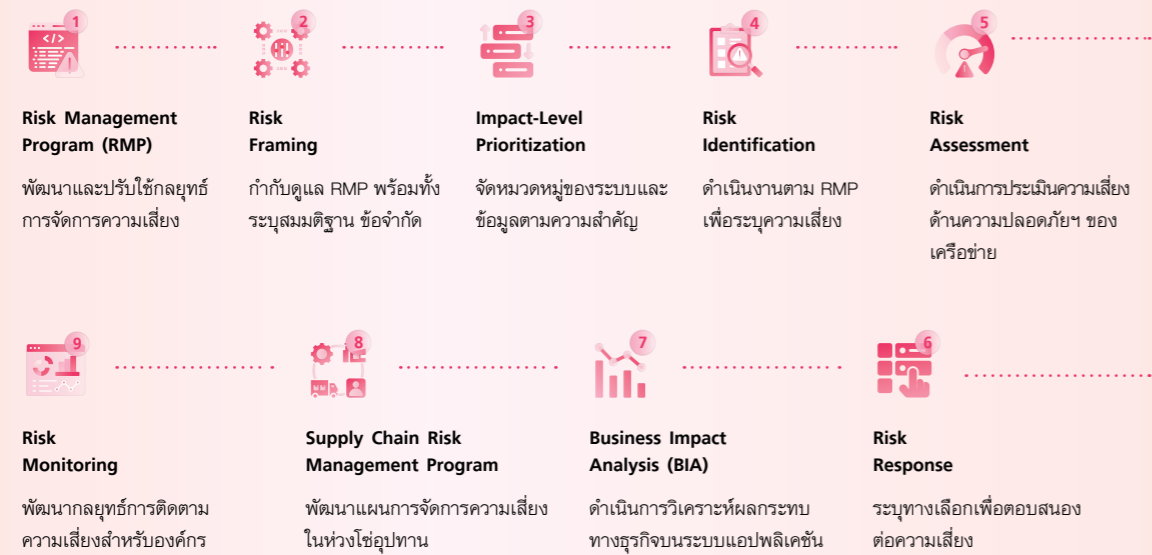 1
Risk Management
Program (RMP)
พัฒนาและปรับใช้กลยุทธ์
การจัดการความเสี่ยง
2
Risk
Framing
กำกับดูแล RMP พร้อมทั้ง
ระบุสมมติฐาน ข้อจำกัด
3
Impact-Level
Prioritization
จัดหมวดหมู่ของระบบและ
ข้อมูลตามความสำคัญ
4
Risk
Identification
ดำเนินงานตาม RMP
เพื่อระบุความเสี่ยง
5
Risk
Assessment
ดำเนินการประเมินความเสี่ยง
ด้านความปลอดภัยฯ ของ
เครือข่าย
9
Risk
Monitoring
พัฒนากลยุทธ์การติดตาม
ความเสี่ยงสำหรับองค์กร
8
Supply Chain Risk
Management Program
พัฒนาแผนการจัดการความเสี่ยง
ในห่วงโซ่อุปทาน
7
Business Impact
Analysis (BIA)
ดำเนินการวิเคราะห์ผลกระทบ
ทางธุรกิจบนระบบแอปพลิเคชัน
6
Risk
Response
ระบุทางเลือกเพื่อตอบสนอง
ต่อความเสี่ยง